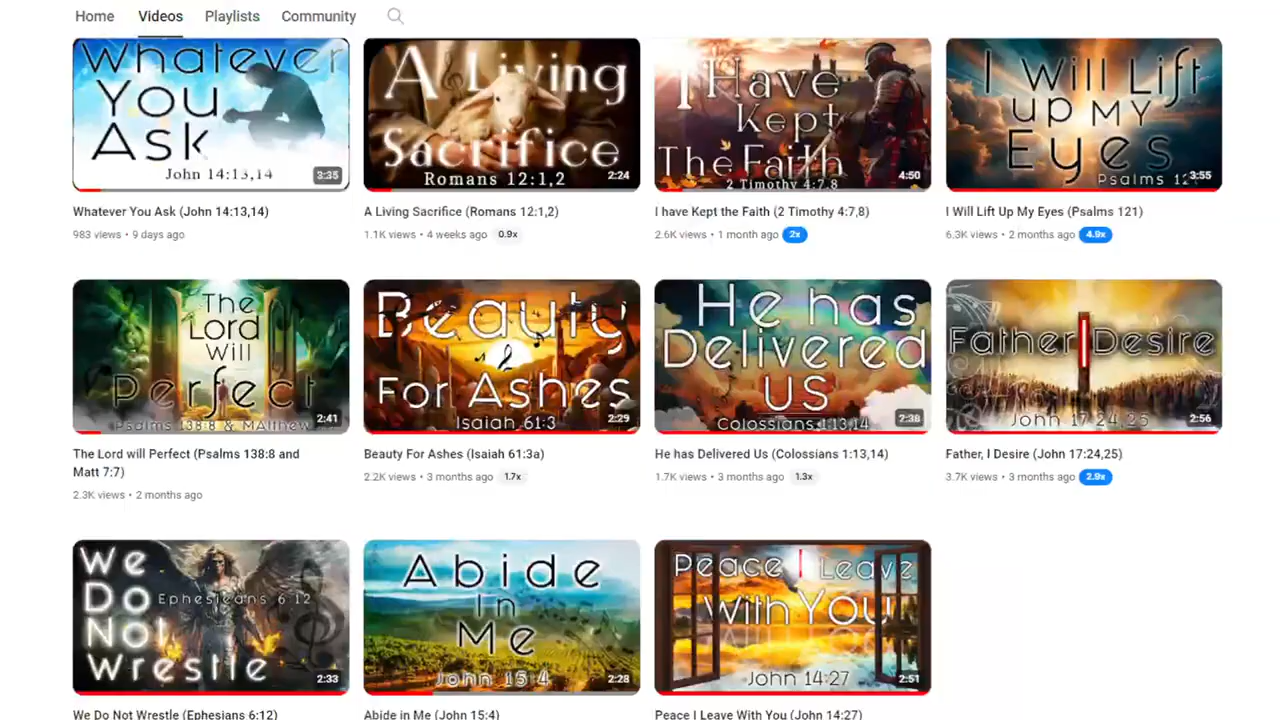 Home Videos Playlists Community
Whatever
You
Ask
John 14:13,14
3:35
A Living
Sacrifice
Romans 12:1,2
2:24
I Have
Kept
The Faith
2 Timothy 4:7,8
4:50
I Will Lift
up MY
Eyes
Psalms 12
3:55
Whatever You Ask (John 14:13,14)
983 views • 9 days ago
A Living Sacrifice (Romans 12:1,2)
1.1K views • 4 weeks ago 0.9x
I have Kept the Faith (2 Timothy 4:7,8)
2.6K views • 1 month ago 2x
I Will Lift Up My Eyes (Psalms 121)
6.3K views • 2 months ago 4.9x
The
Lord
Will
Perfect
Psalms 138:8 & MAtthew
2:41
Beauty
For Ashes
Isaiah 61:3
2:29
He has
Delivered
US
Colossians 1:13,14
2:38
Father I Desire
John 17:24,25
2:56
The Lord will Perfect (Psalms 138:8 and
Matt 7:7)
2.3K views • 2 months ago
Beauty For Ashes (Isaiah 61:3a)
2.2K views • 3 months ago 1.7x
He has Delivered Us (Colossians 1:13,14)
1.7K views • 3 months ago 1.3x
Father, I Desire (John 17:24,25)
3.7K views • 3 months ago 2.9x
We
Do
Not
Wrestle
Ephesieans 6:12
2:33
Abide
In
Me
John 15:4
2:28
Peace I Leave
With YOU
John 14:27
2:51
We Do Not Wrestle (Ephesians 6:12)
Abide in Me (John 15:4)
Peace I Leave With You (John 14:27)